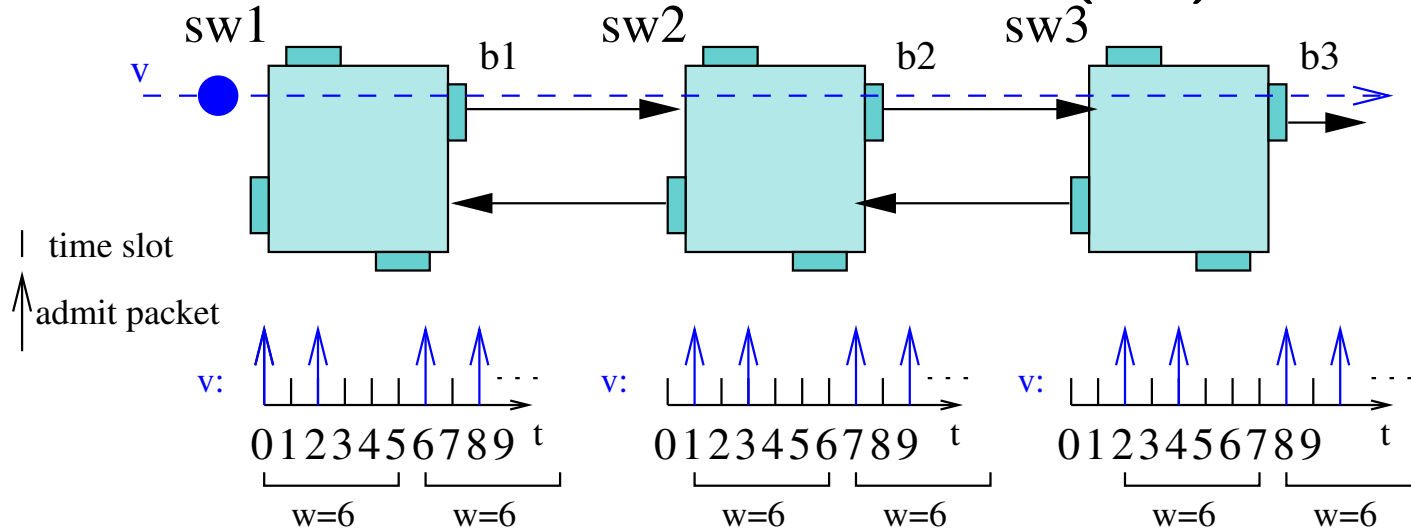 sw1 sw2 sw3
v b1 b2 b3
time slot
admit packet
v: v: v:
0123456789 t 0123456789 t 0123456789 t
w=6 w=6 w=6 w=6 w=6 w=6